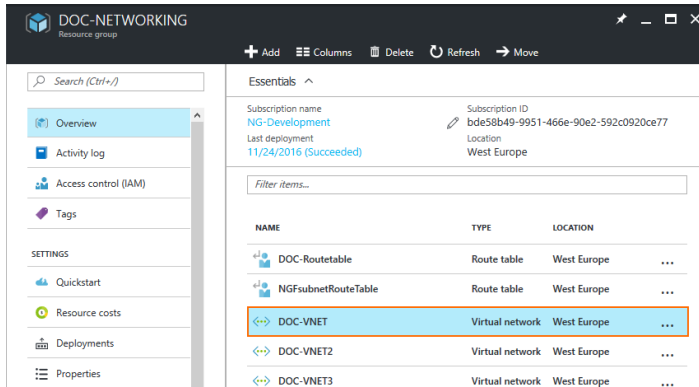 DOC-NETWORKING
Resource group
Add Columns Delete Refresh Move
Search (Ctrl+/)
Overview
Activity log
Access control (IAM)
Tags
SETTINGS
Quickstart
Resource costs
Deployments
Properties
Essentials
Subscription name
NG-Development
Last deployment
11/24/2016 (Succeeded)
Subscription ID
bde58b49-9951-466e-90e2-592c0920ce77
Location
West Europe
Filter items...
NAME TYPE LOCATION
DOC-Routetable Route table West Europe ...
NGFsubnetRouteTable Route table West Europe ...
DOC-VNET Virtual network West Europe ...
DOC-VNET2 Virtual network West Europe ...
DOC-VNET3 Virtual network West Europe ...